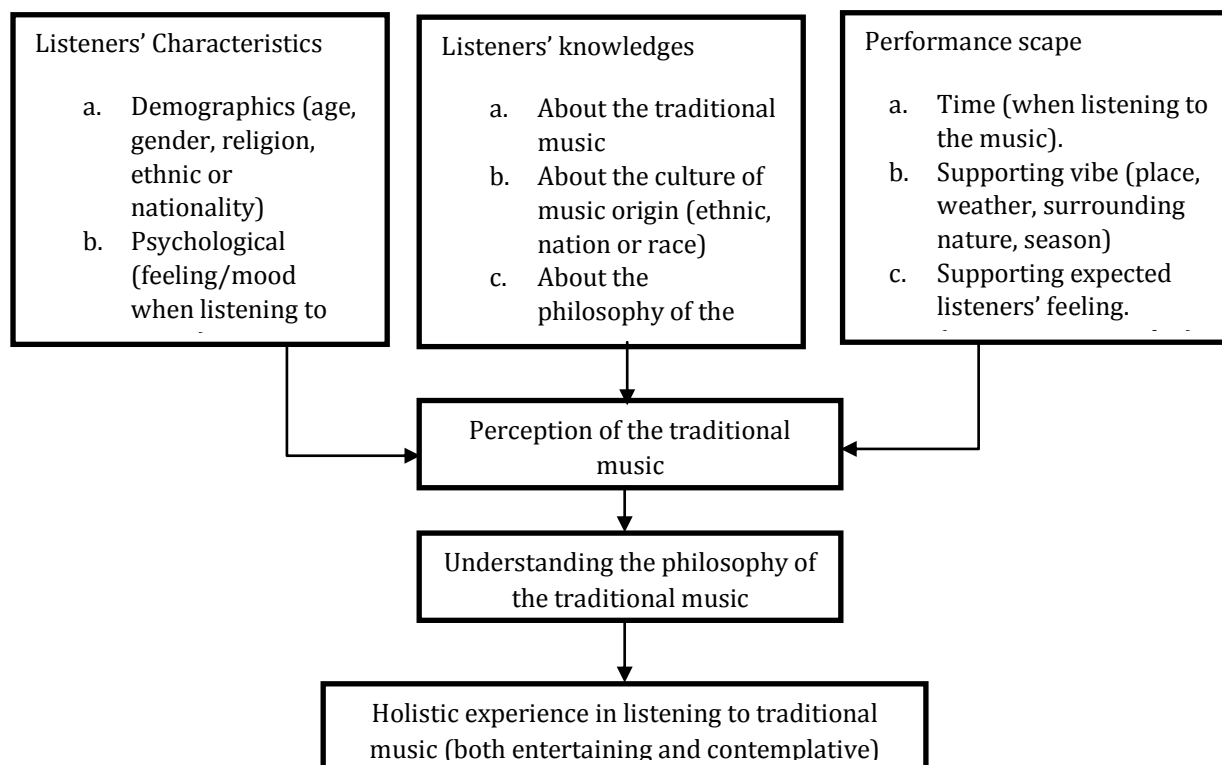 Listeners’ Characteristics
a. Demographics (age,
gender, religion,
ethnic or
nationality)
b. Psychological
(feeling/mood
when listening to
Listeners’ knowledges
a. About the traditional
music
b. About the culture of
music origin (ethnic,
nation or race)
c. About the
philosophy of the
Performance scape
a. Time (when listening to
the music).
b. Supporting vibe (place,
weather, surrounding
nature, season)
c. Supporting expected
listeners’ feeling.
Perception of the traditional
music
Understanding the philosophy of
the traditional music
Holistic experience in listening to traditional
music (both entertaining and contemplative)